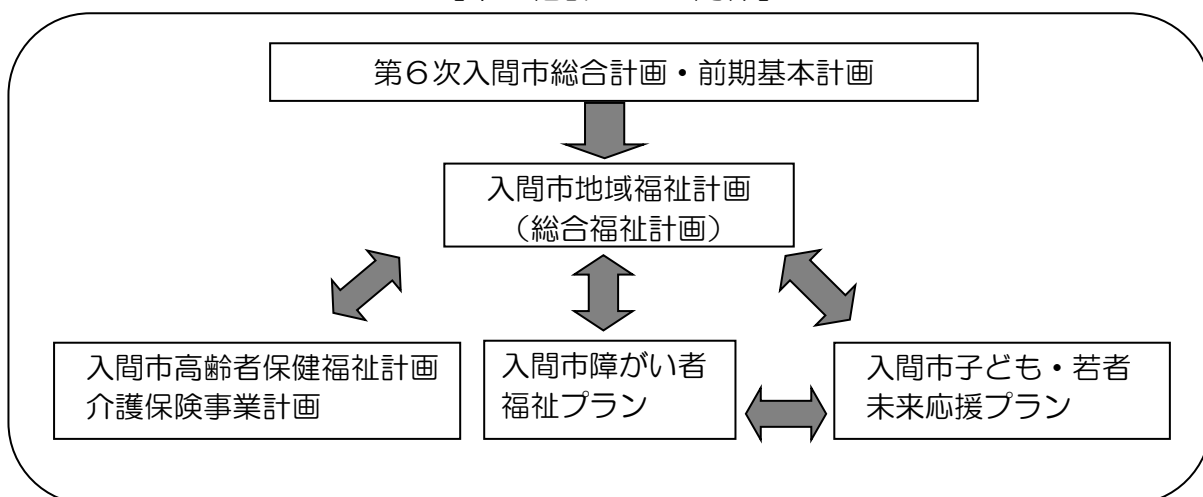 第６次入間市総合計画・前期基本計画
入間市地域福祉計画
（総合福祉計画）
入間市高齢者保健福祉計画
介護保険事業計画
入間市障がい者
福祉プラン
入間市子ども・若者
未来応援プラン